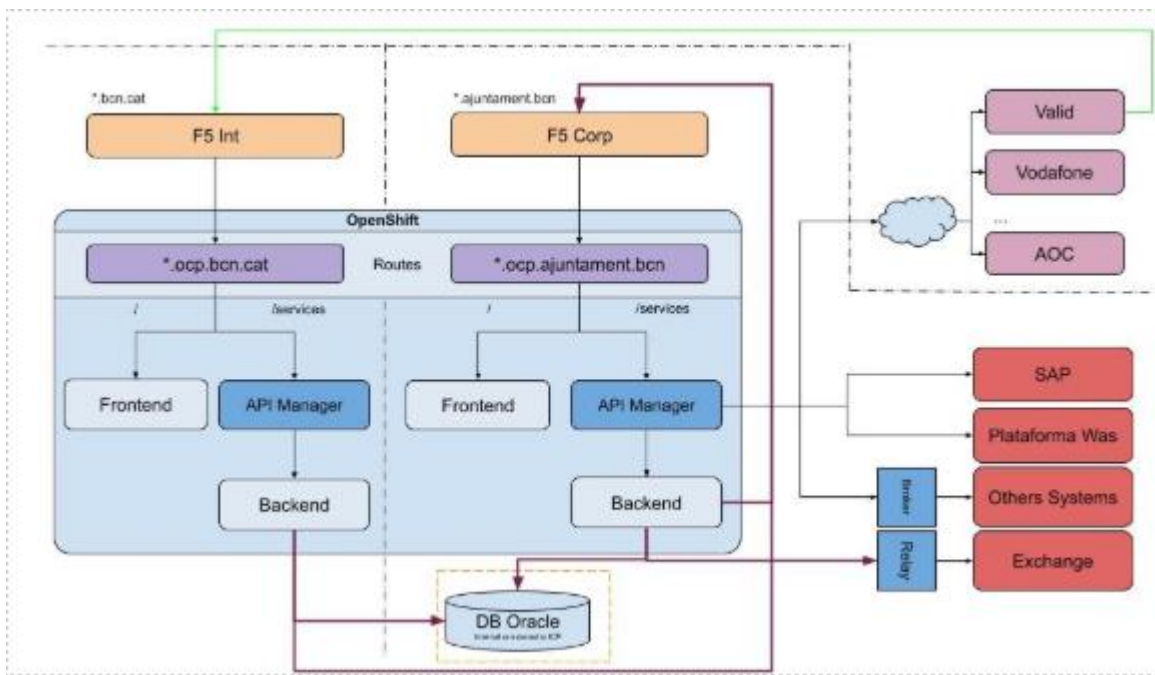 *.bcn.cat
*.ajuntament.bcn
F5 Int
F5 Corp
Valid
Vodafone
...
AOC
OpenShift
*.ocp.bcn.cat
Routes
*.ocp.ajuntament.bcn
/
/services
/
/services
Frontend
API Manager
Frontend
API Manager
SAP
Plataforma Was
Backend
Backend
Broker
Others Systems
Relay
Exchange
DB Oracle